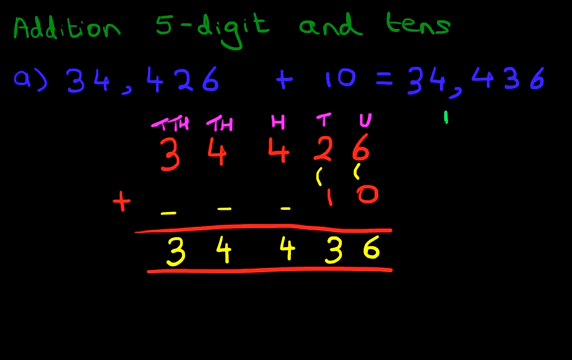 Addition 5-digit and tens
a) 34,426 + 10 = 34,436
TTH TH H T U 1
3 4 4 2 6
+ - - - 1 0
3 4 4 3 6